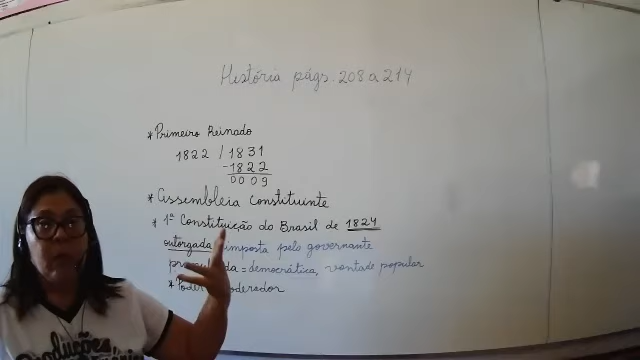 História págs. 208 a 214
* Primeiro Reinado
1822 / 1831
-1822
0009
* Assembleia Constituinte
* 1ª Constituição do Brasil de 1824
outorgada imposta pelo governante
= democrática, vontade popular
* Poder Moderador
Produções